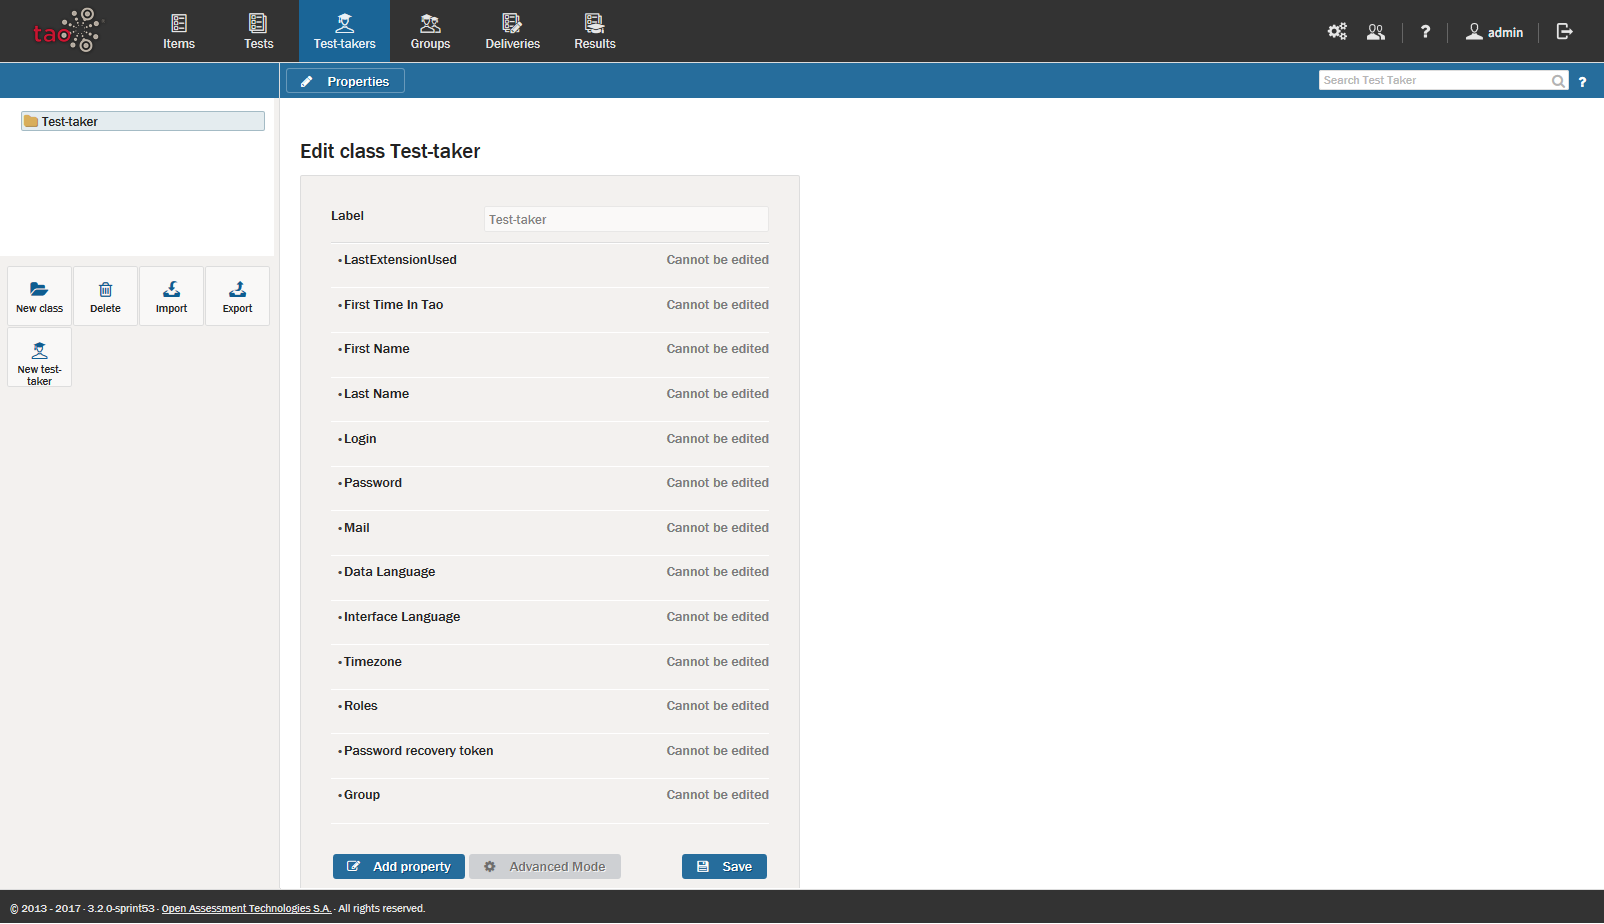 tao
Items
Tests
Test-takers
Groups
Deliveries
Results
?
admin
Properties
Search Test Taker
?
Test-taker
New class
Delete
Import
Export
New test-
taker
Edit class Test-taker
Label
Test-taker
LastExtensionUsed Cannot be edited
First Time In Tao Cannot be edited
First Name Cannot be edited
Last Name Cannot be edited
Login Cannot be edited
Password Cannot be edited
Mail Cannot be edited
Data Language Cannot be edited
Interface Language Cannot be edited
Timezone Cannot be edited
Roles Cannot be edited
Password recovery token Cannot be edited
Group Cannot be edited
Add property
Advanced Mode
Save
© 2013 - 2017 · 3.2.0-sprint53 · Open Assessment Technologies S.A. · All rights reserved.